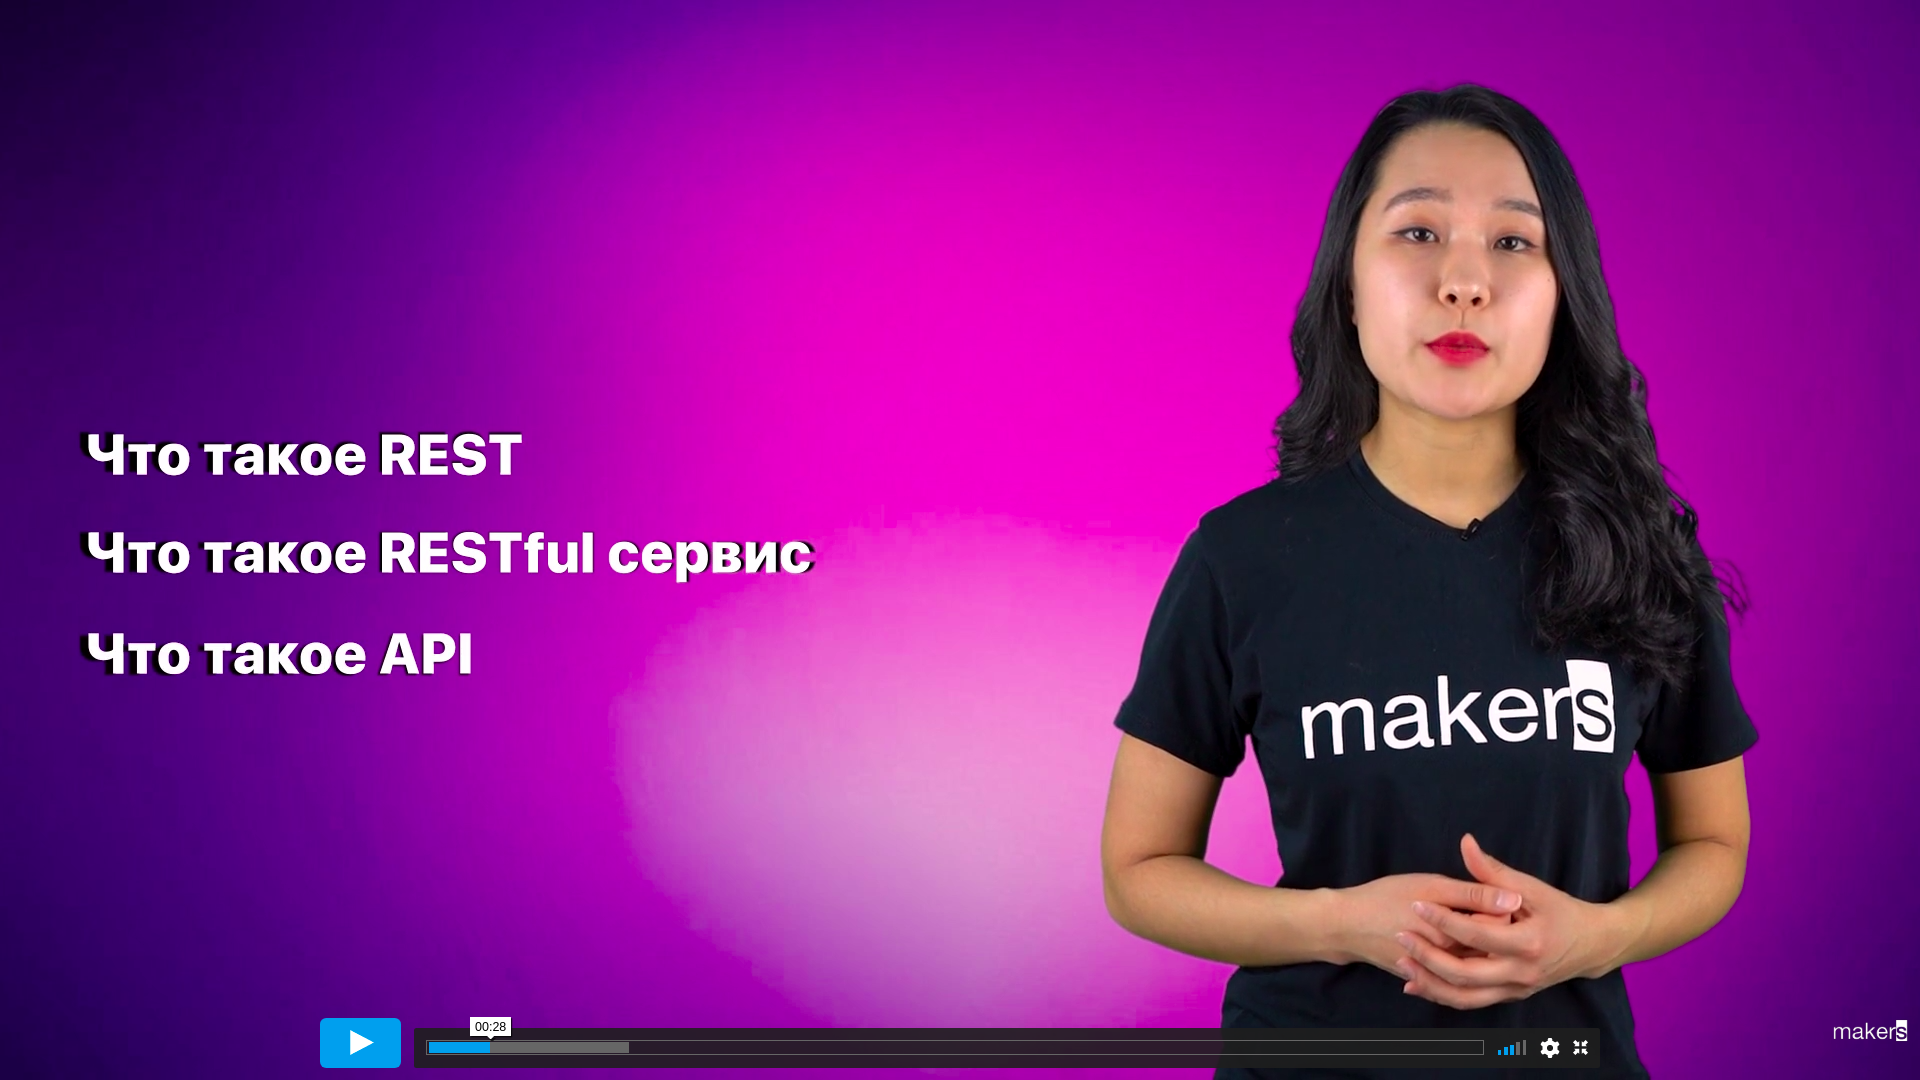 Что такое REST
Что такое RESTful сервис
Что такое API
makers
00:28
makers